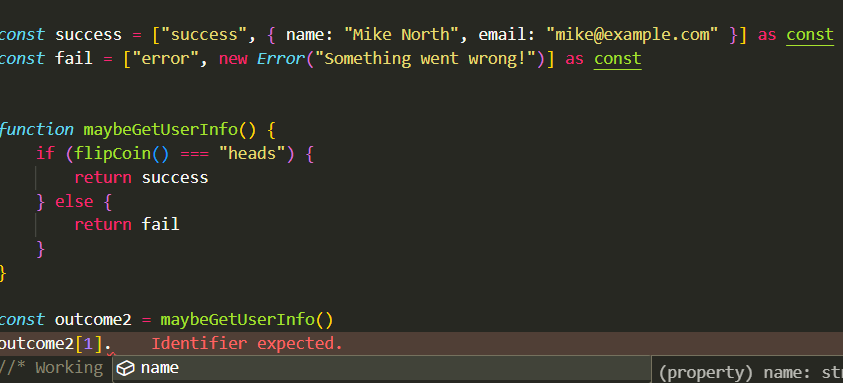 const success = ["success", { name: "Mike North", email: "mike@example.com" }] as const
const fail = ["error", new Error("Something went wrong!")] as const
function maybeGetUserInfo() {
if (flipCoin() === "heads") {
return success
} else {
return fail
}
}
const outcome2 = maybeGetUserInfo()
outcome2[1]. Identifier expected.
//* Working name (property) name: str